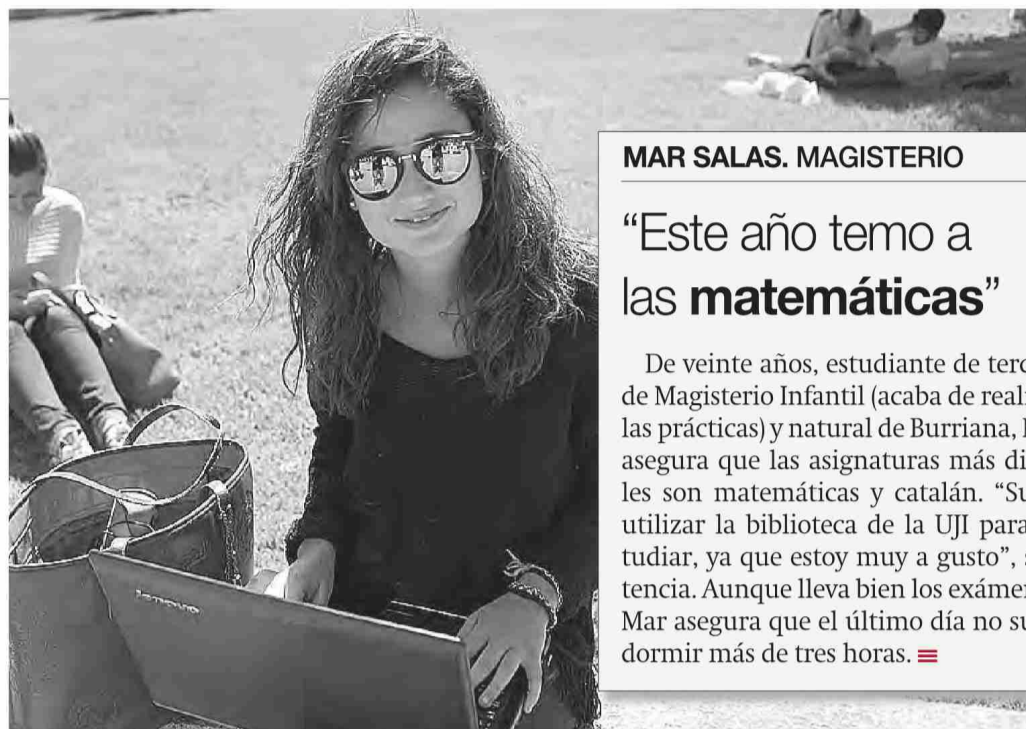 MAR SALAS. MAGISTERIO
“Este año temo a
las matemáticas”
De veinte años, estudiante de
de Magisterio Infantil (acaba de
las prácticas) y natural de Burriana,
asegura que las asignaturas más
les son matemáticas y catalán.
utilizar la biblioteca de la UJI para
tudiar, ya que estoy muy a gusto”,
tencia. Aunque lleva bien los
Mar asegura que el último día no
dormir más de tres horas.
lenovo